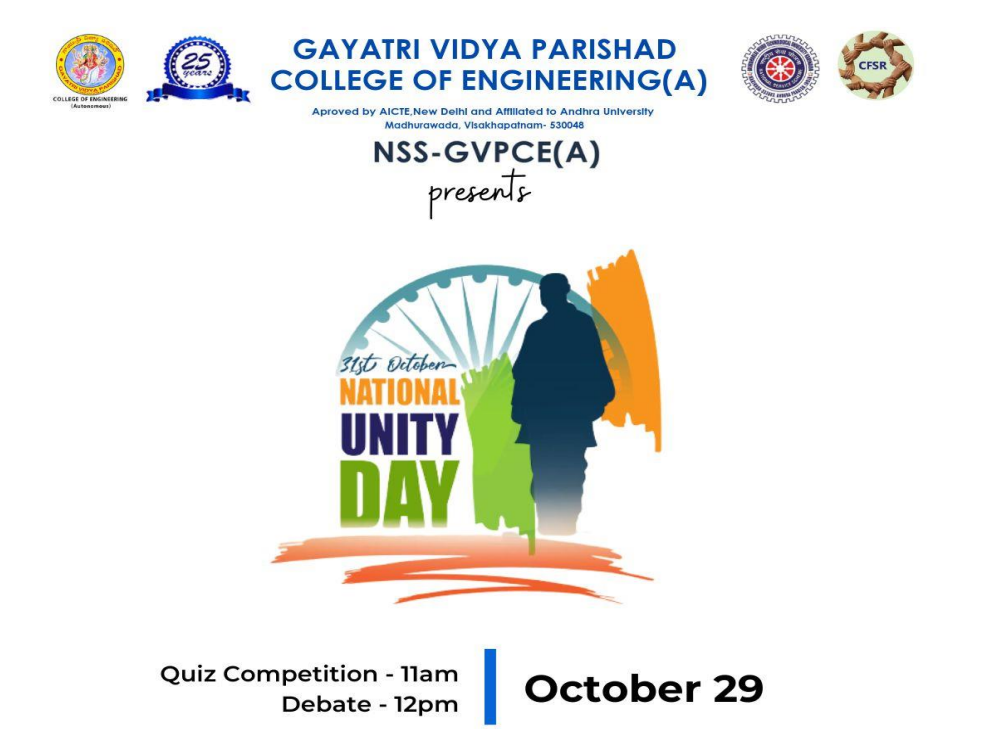 COLLEGE OF ENGINEERING
(Autonomous)
25
years
GAYATRI VIDYA PARISHAD
COLLEGE OF ENGINEERING(A)
Aproved by AICTE,New Delhi and Affiliated to Andhra University
Madhurawada, Visakhapatnam- 530048
CFSR
NSS-GVPCE(A)
presents
31st October
NATIONAL
UNITY
DAY
Quiz Competition - 11am
Debate - 12pm
October 29